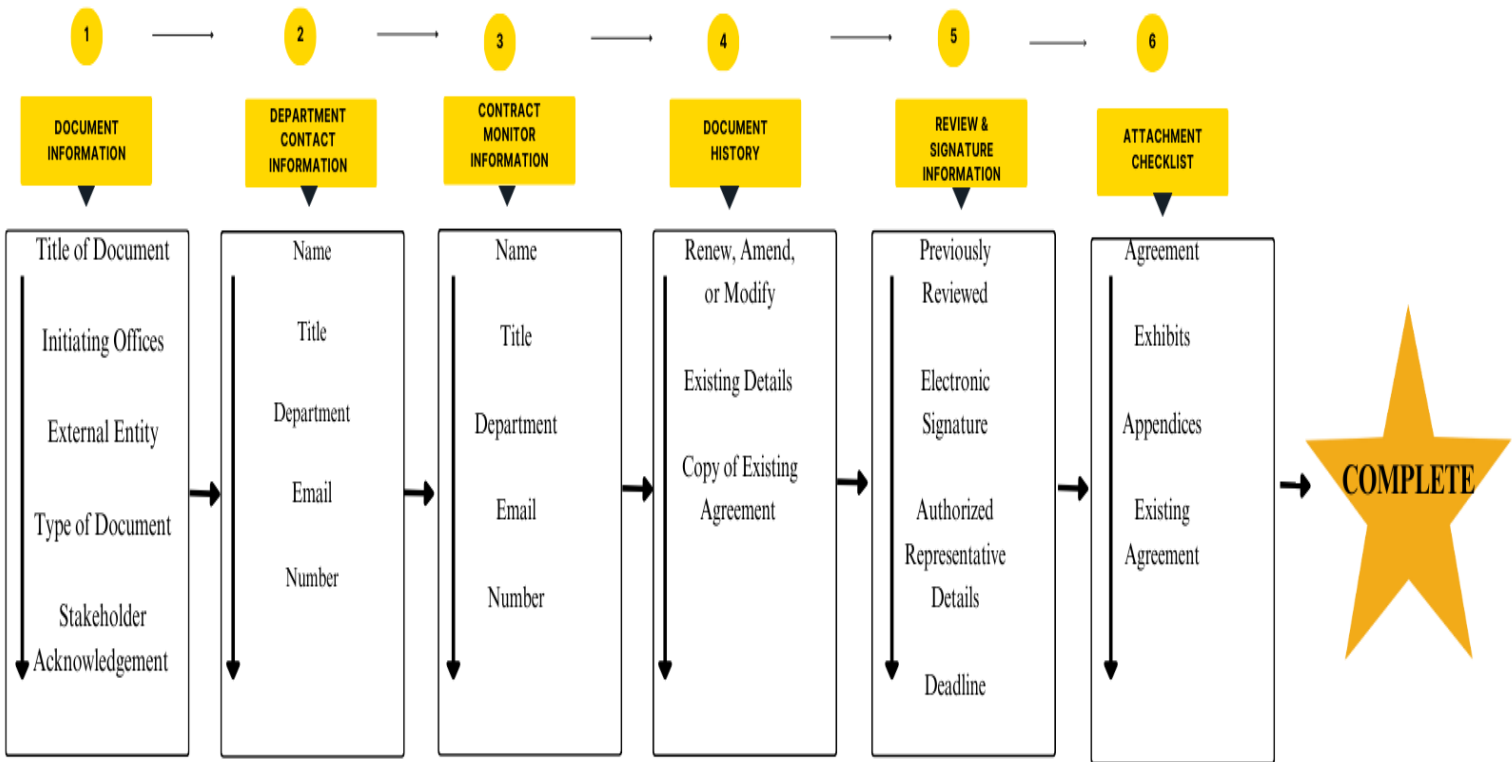 1
2
3
4
5
6
DOCUMENT
INFORMATION
DEPARTMENT
CONTACT
INFORMATION
CONTRACT
MONITOR
INFORMATION
DOCUMENT
HISTORY
REVIEW &
SIGNATURE
INFORMATION
ATTACHMENT
CHECKLIST
Title of Document
Initiating Offices
External Entity
Type of Document
Stakeholder
Acknowledgement
Name
Title
Department
Email
Number
Name
Title
Department
Email
Number
Renew, Amend,
or Modify
Existing Details
Copy of Existing
Agreement
Previously
Reviewed
Electronic
Signature
Authorized
Representative
Details
Deadline
Agreement
Exhibits
Appendices
Existing
Agreement
COMPLETE